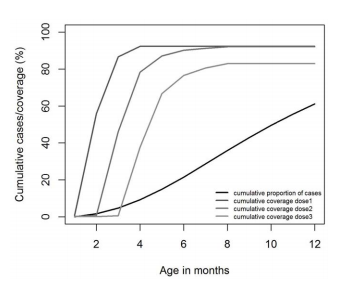 Cumulative cases/coverage (%)
100
80
60
40
20
0
cumulative proportion of cases
cumulative coverage dose1
cumulative coverage dose2
cumulative coverage dose3
2 4 6 8 10 12
Age in months